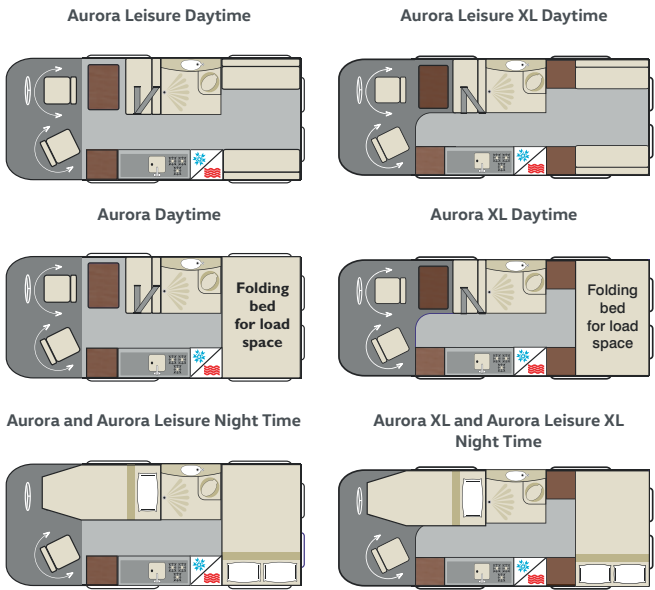 Aurora Leisure Daytime
Aurora Leisure XL Daytime
Aurora Daytime
Aurora XL Daytime
Folding
bed
for load
space
Folding
bed
for load
space
Aurora and Aurora Leisure Night Time
Aurora XL and Aurora Leisure XL
Night Time